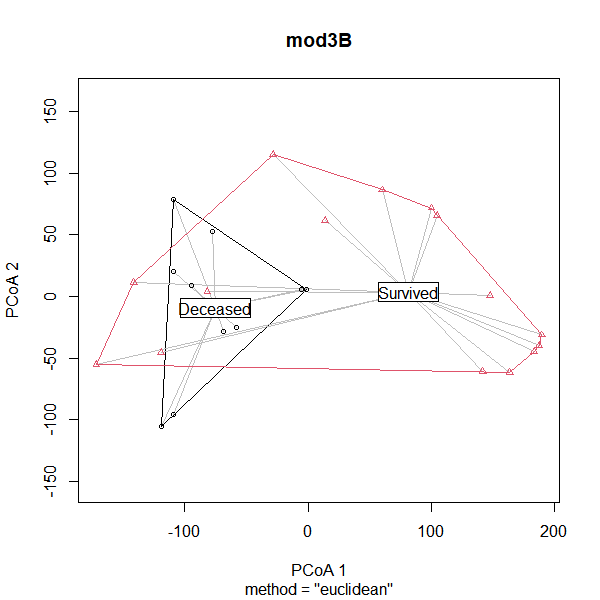 mod3B
150
100
50
0
-50
-100
-150
PCoA 2
Deceased
Survived
-100
0
100
200
PCoA 1
method = "euclidean"